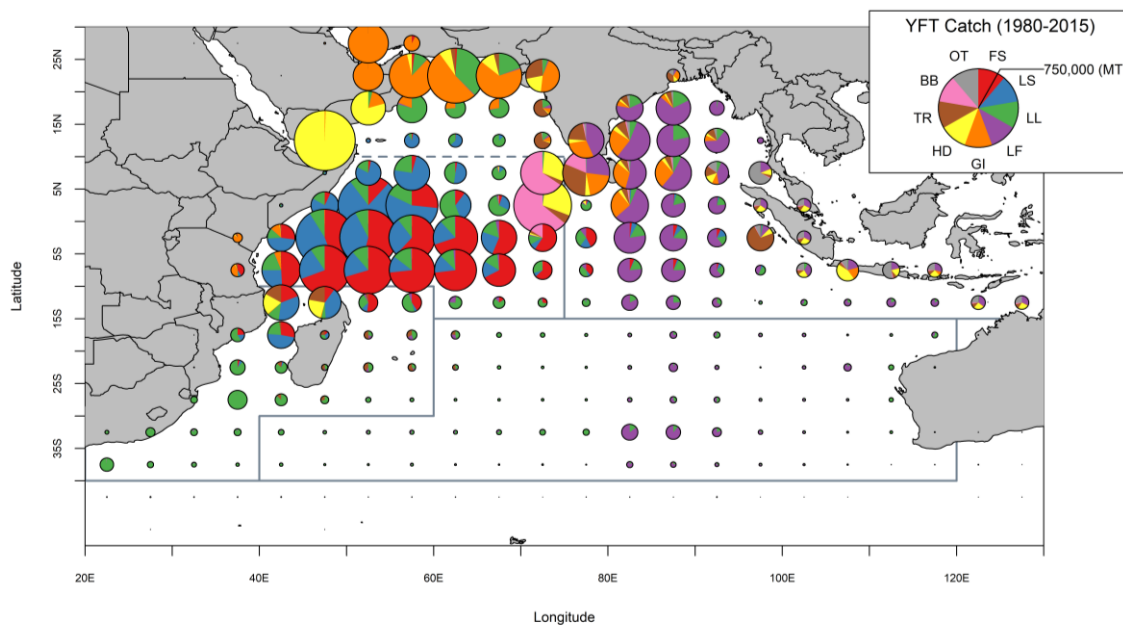 YFT Catch (1980-2015)
OT FS
BB LS
750,000 (MT
TR LL
HD LF
GI
25N
15N
5N
5S
15S
25S
35S
Latitude
20E 40E 60E 80E 100E 120E
Longitude